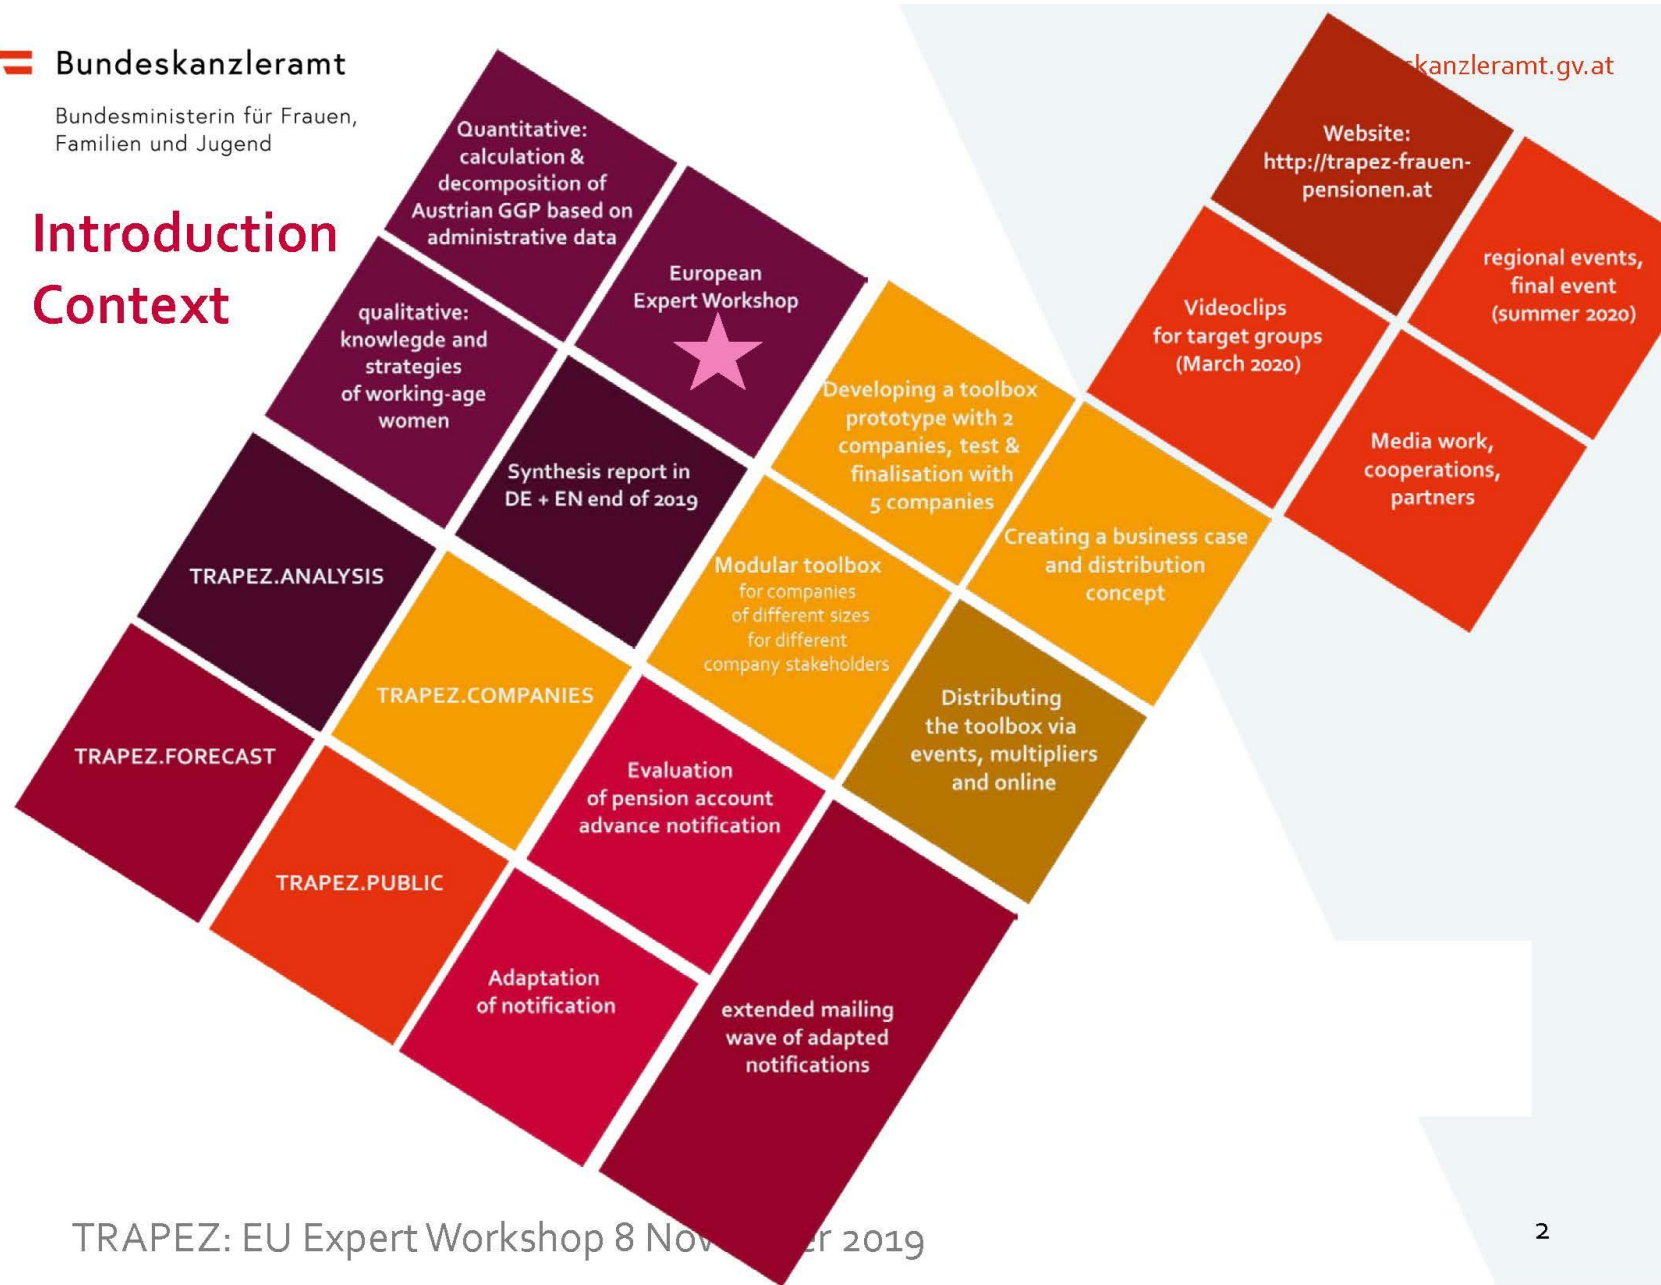 Bundeskanzleramt
Bundesministerin für Frauen,
Familien und Jugend
kanzleramt.gv.at
Introduction
Context
Quantitative:
calculation &
decomposition of
Austrian GGP based on
administrative data
European
Expert Workshop
qualitative:
knowlegde and
strategies
of working-age
women
Synthesis report in
DE + EN end of 2019
TRAPEZ.ANALYSIS
TRAPEZ.COMPANIES
TRAPEZ.FORECAST
TRAPEZ.PUBLIC
Developing a toolbox
prototype with 2
companies, test &
finalisation with
5 companies
Modular toolbox
for companies
of different sizes
for different
company stakeholders
Creating a business case
and distribution
concept
Distributing
the toolbox via
events, multipliers
and online
Evaluation
of pension account
advance notification
Adaptation
of notification
extended mailing
wave of adapted
notifications
Website:
http://trapez-frauen-
pensionen.at
Videoclips
for target groups
(March 2020)
regional events,
final event
(summer 2020)
Media work,
cooperations,
partners
TRAPEZ: EU Expert Workshop 8 Nov r 2019
2